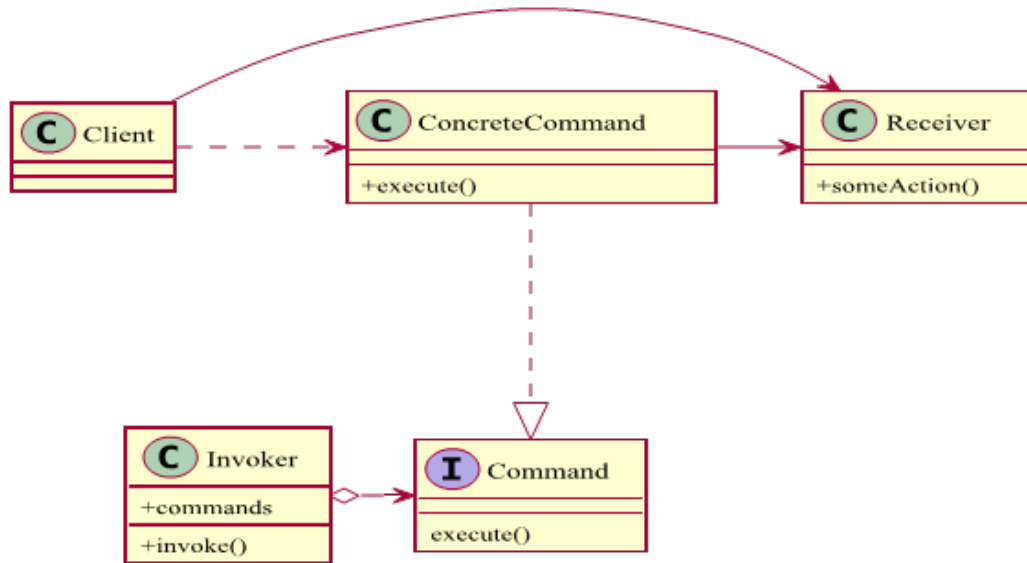 C Client
C ConcreteCommand
+execute()
C Receiver
+someAction()
C Invoker
+commands
+invoke()
I Command
execute()